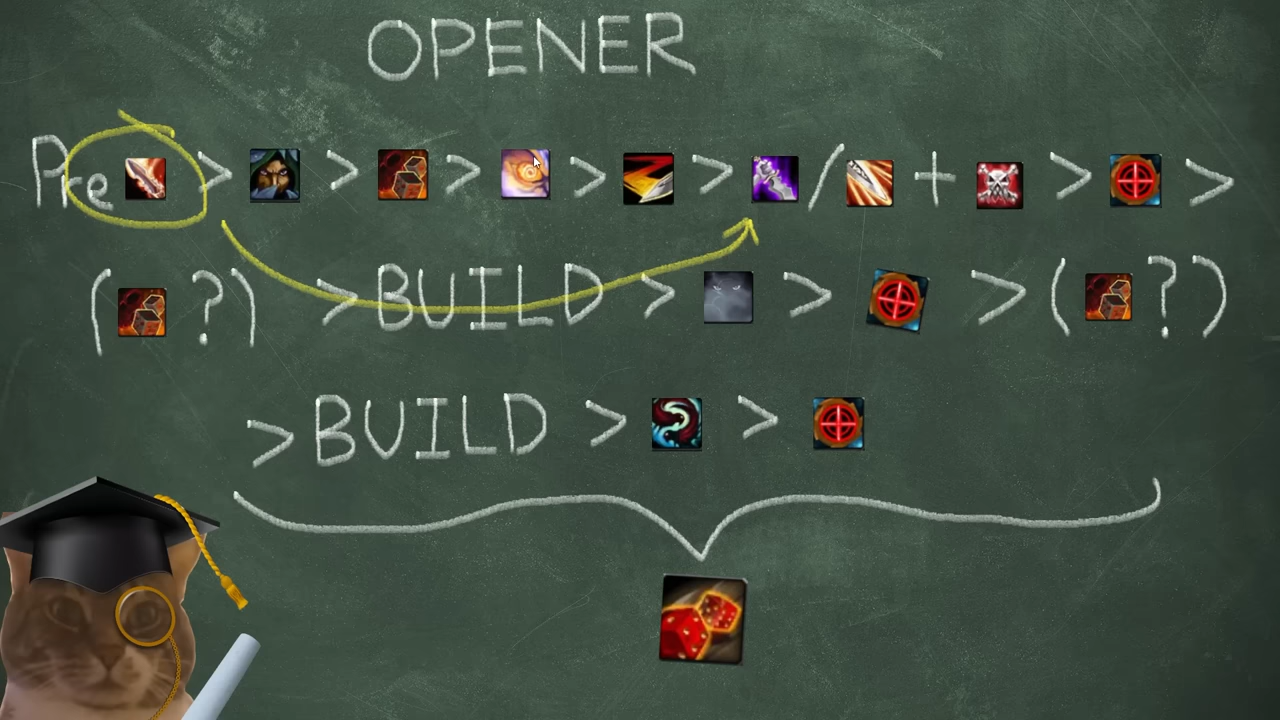 OPENER
Pre > > > > > / + > >
( ?) > BUILD > > > ( ?)
> BUILD > >